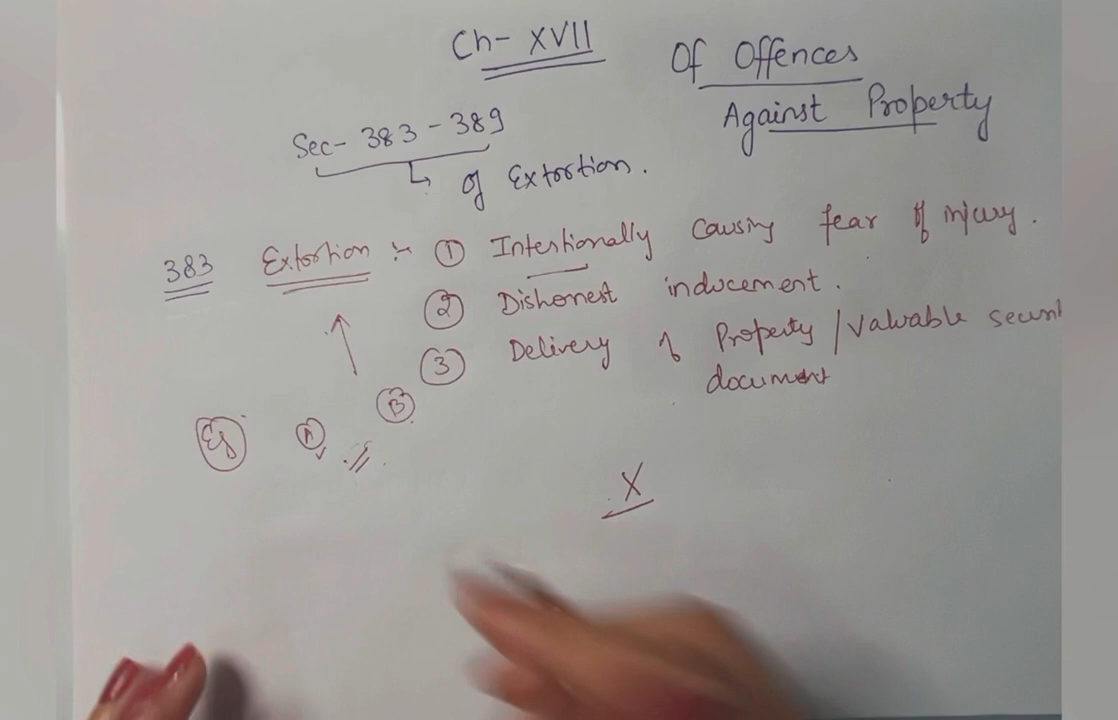 Ch- XVII
Of Offences
Against Property
Sec- 383 - 389
↳ of Extortion.
383 Extortion :- ① Intentionally causing fear of injury.
② Dishonest inducement.
③ Delivery of Property / Valuable
document
Eg A B
X